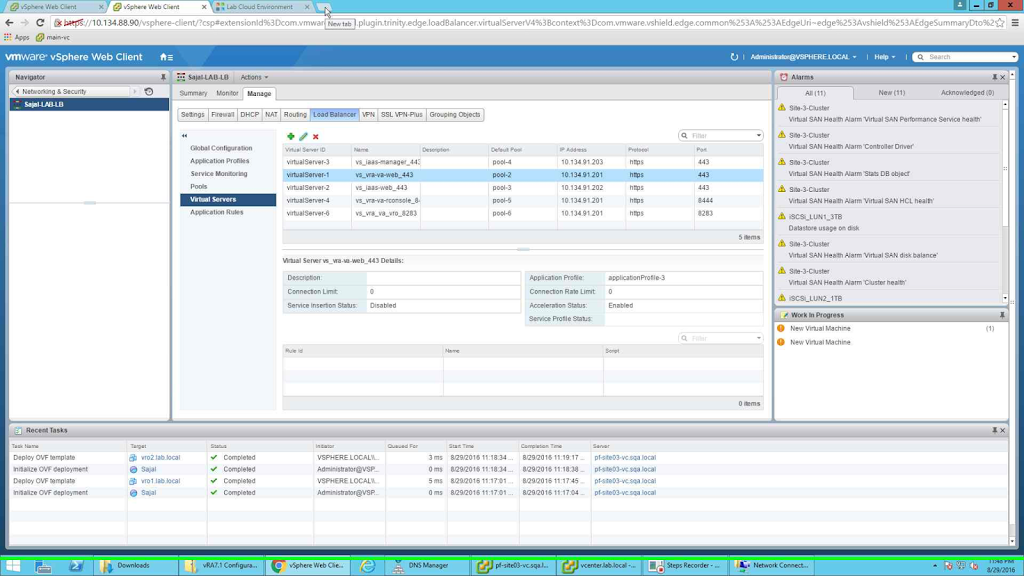 vSphere Web Client
vSphere Web Client
Lab Cloud Environment
New tab
https://10.134.88.90/vsphere-client/?csp#extensionId%3Dcom.vm
.plugin.trinity.edge.loadBalancer.virtualServerV4%3Bcontext%3Dcom.vmware.vshield.edge.common%253A%253AEdgeUri~edge%253Avshield%253AEdgeSummaryDto%2
Apps main-vc
vmware® vSphere Web Client
Administrator@VSPHERE.LOCAL
Help
Search
Navigator
Networking & Security
Sajal-LAB-LB
Sajal-LAB-LB Actions
Summary Monitor Manage
Settings Firewall DHCP NAT Routing Load Balancer VPN SSL VPN-Plus Grouping Objects
Global Configuration
Application Profiles
Service Monitoring
Pools
Virtual Servers
Application Rules
Filter
Virtual Server ID Name Description Default Pool IP Address Protocol Port
virtualServer-3 vs_iaas-manager_443 pool-4 10.134.91.203 https 443
virtualServer-1 vs_vra-va-web_443 pool-2 10.134.91.201 https 443
virtualServer-2 vs_iaas-web_443 pool-3 10.134.91.202 https 443
virtualServer-4 vs_vra-va-rconsole_8 pool-5 10.134.91.201 https 8444
virtualServer-6 vs_vra_va_vro_8283 pool-6 10.134.91.201 https 8283
5 items
Virtual Server vs_vra-va-web_443 Details:
Description:
Connection Limit: 0
Service Insertion Status: Disabled
Application Profile: applicationProfile-3
Connection Rate Limit: 0
Acceleration Status: Enabled
Service Profile Status:
Filter
Rule Id Name Script
0 items
Alarms
All (11) New (11) Acknowledged (0)
Site-3-Cluster
Virtual SAN Health Alarm 'Virtual SAN Performance Service health'
Site-3-Cluster
Virtual SAN Health Alarm 'Controller Driver'
Site-3-Cluster
Virtual SAN Health Alarm 'Stats DB object'
Site-3-Cluster
Virtual SAN Health Alarm 'Virtual SAN HCL health'
iSCSi_LUN1_3TB
Datastore usage on disk
Site-3-Cluster
Virtual SAN Health Alarm 'Virtual SAN disk balance'
Site-3-Cluster
Virtual SAN Health Alarm 'Cluster health'
iSCSi_LUN2_1TB
Work In Progress
New Virtual Machine (1)
New Virtual Machine
Recent Tasks
Task Name Target Status Initiator Queued For Start Time Completion Time Server
Deploy OVF template vro2.lab.local Completed VSPHERE.LOCAL\... 3 ms 8/29/2016 11:18:34 ... 8/29/2016 11:19:17 ... pf-site03-vc.sqa.local
Initialize OVF deployment Sajal Completed Administrator@VSP... 0 ms 8/29/2016 11:18:34 ... 8/29/2016 11:18:38 ... pf-site03-vc.sqa.local
Deploy OVF template vro1.lab.local Completed VSPHERE.LOCAL\... 5 ms 8/29/2016 11:17:01 ... 8/29/2016 11:17:45 ... pf-site03-vc.sqa.local
Initialize OVF deployment Sajal Completed Administrator@VSP... 0 ms 8/29/2016 11:17:01 ... 8/29/2016 11:17:04 ... pf-site03-vc.sqa.local
Downloads
vRA7.1 Configura...
vSphere Web Clie...
DNS Manager
pf-site03-vc.sqa.l...
vcenter.lab.local-...
Steps Recorder - ...
Network Connect...
8/29/2016